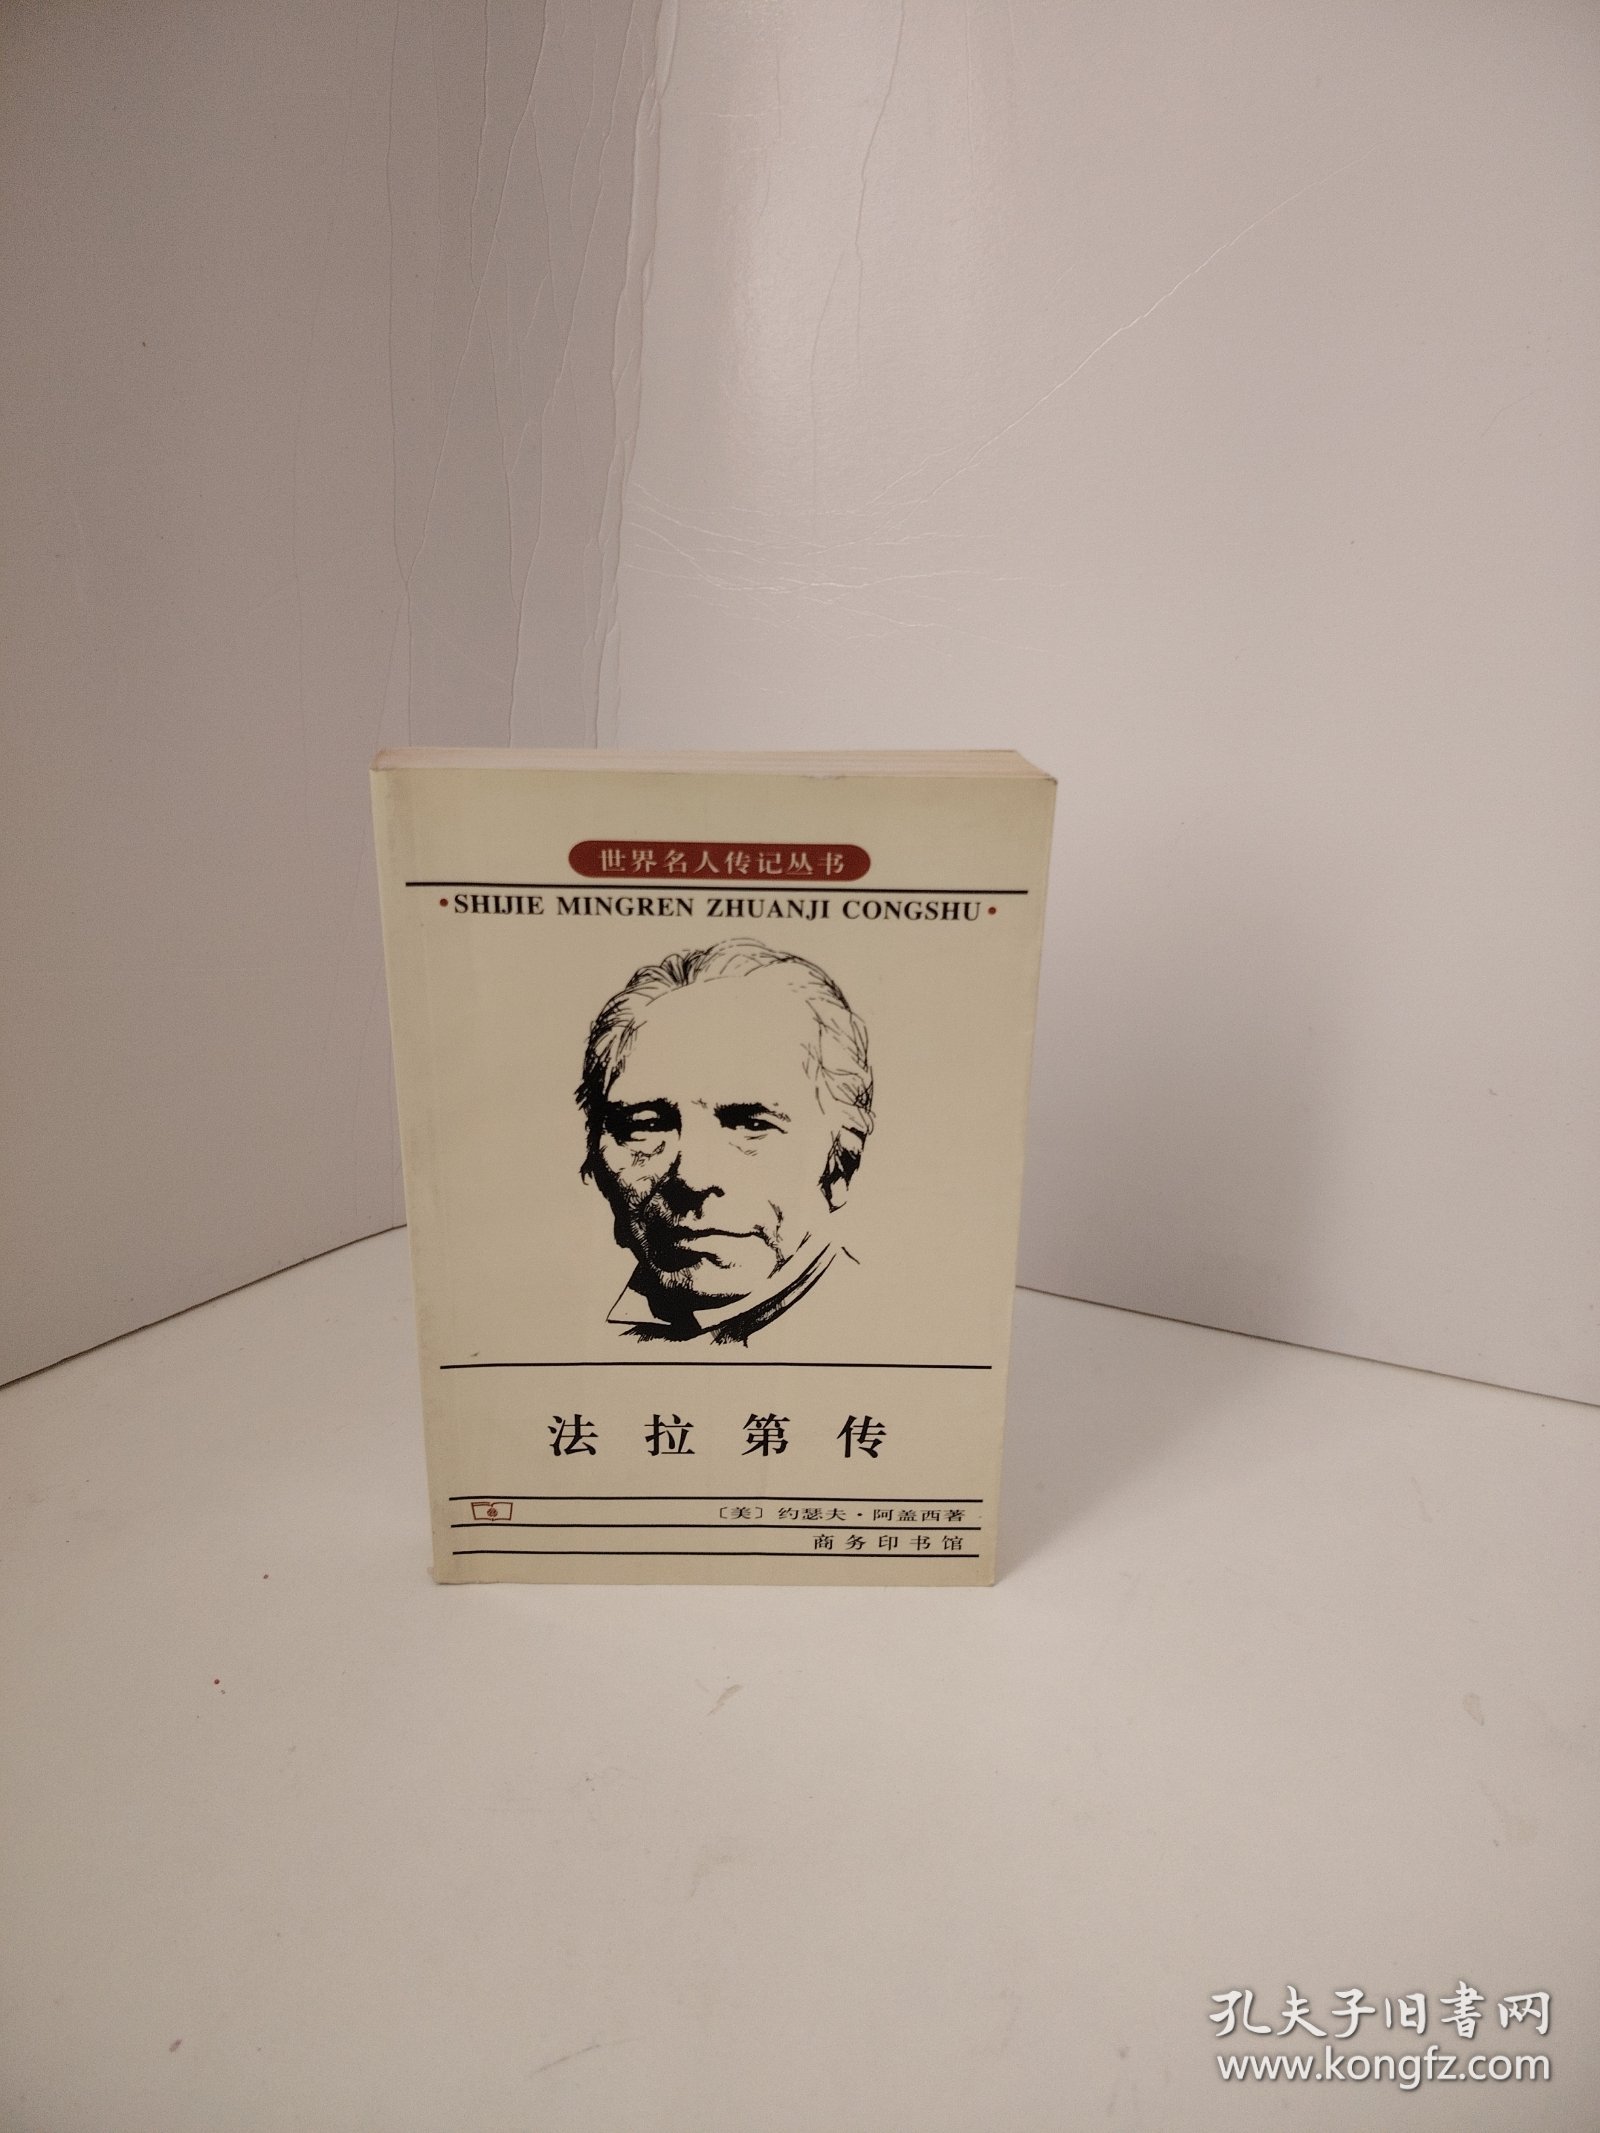 世界名人传记丛书
·SHIJIE MINGREN ZHUANJI CONGSHU·
法拉第传
〔美〕约瑟夫·阿盖西著
商务印书馆
孔夫子旧书网
www.kongfz.com